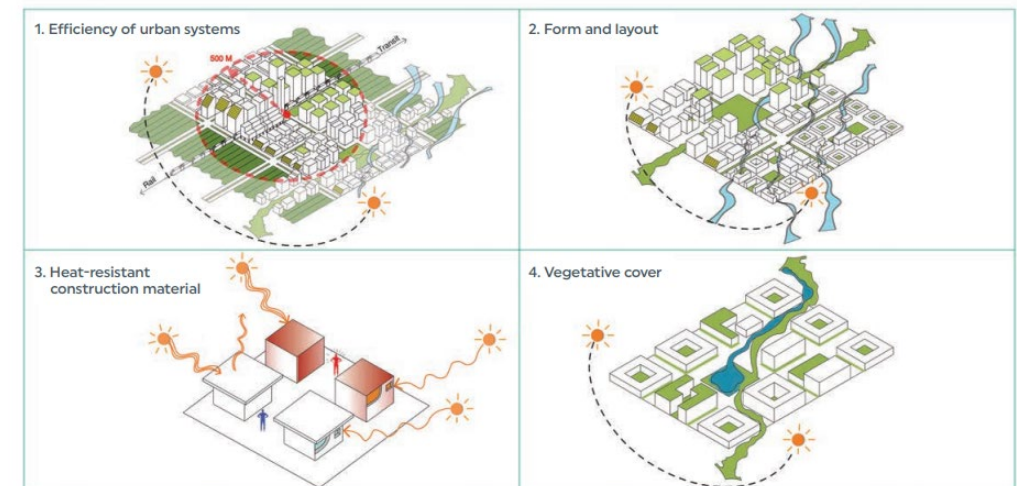 1. Efficiency of urban systems
500 M
Transit
Rail
2. Form and layout
3. Heat-resistant
construction material
4. Vegetative cover